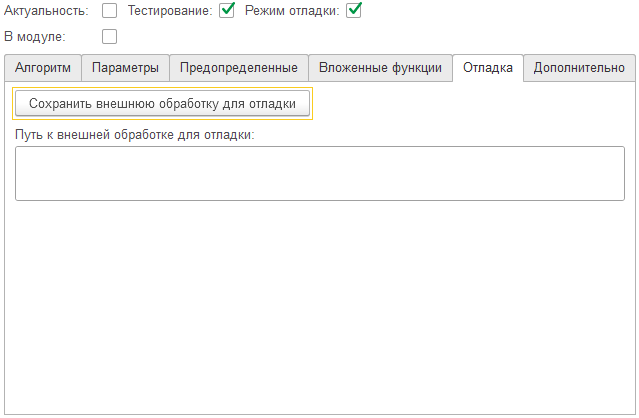 Актуальность: Тестирование: Режим отладки:
В модуле:
Алгоритм Параметры Предопределенные Вложенные функции Отладка Дополнительно
Сохранить внешнюю обработку для отладки
Путь к внешней обработке для отладки: